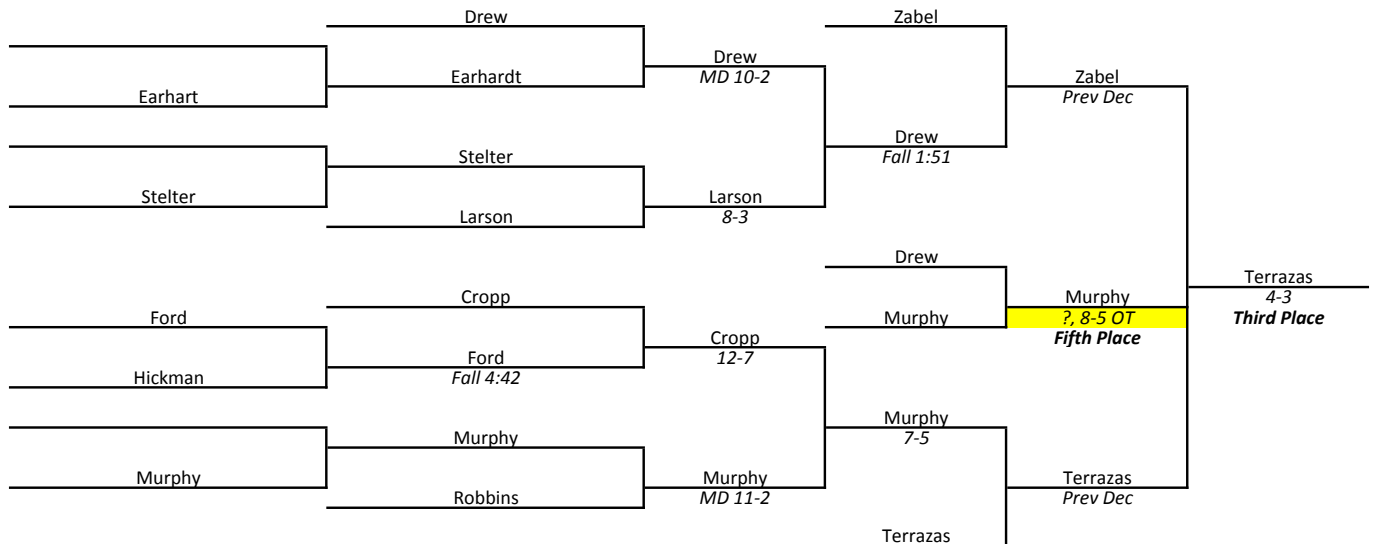 Drew
Zabel
Drew
MD 10-2
Earhardt
Zabel
Prev Dec
Earhart
Drew
Fall 1:51
Stelter
Stelter
Larson
8-3
Larson
Drew
Terrazas
4-3
Third Place
Cropp
Murphy
?, 8-5 OT
Fifth Place
Ford
Murphy
Cropp
12-7
Ford
Fall 4:42
Hickman
Murphy
7-5
Murphy
Murphy
Murphy
MD 11-2
Terrazas
Prev Dec
Robbins
Terrazas